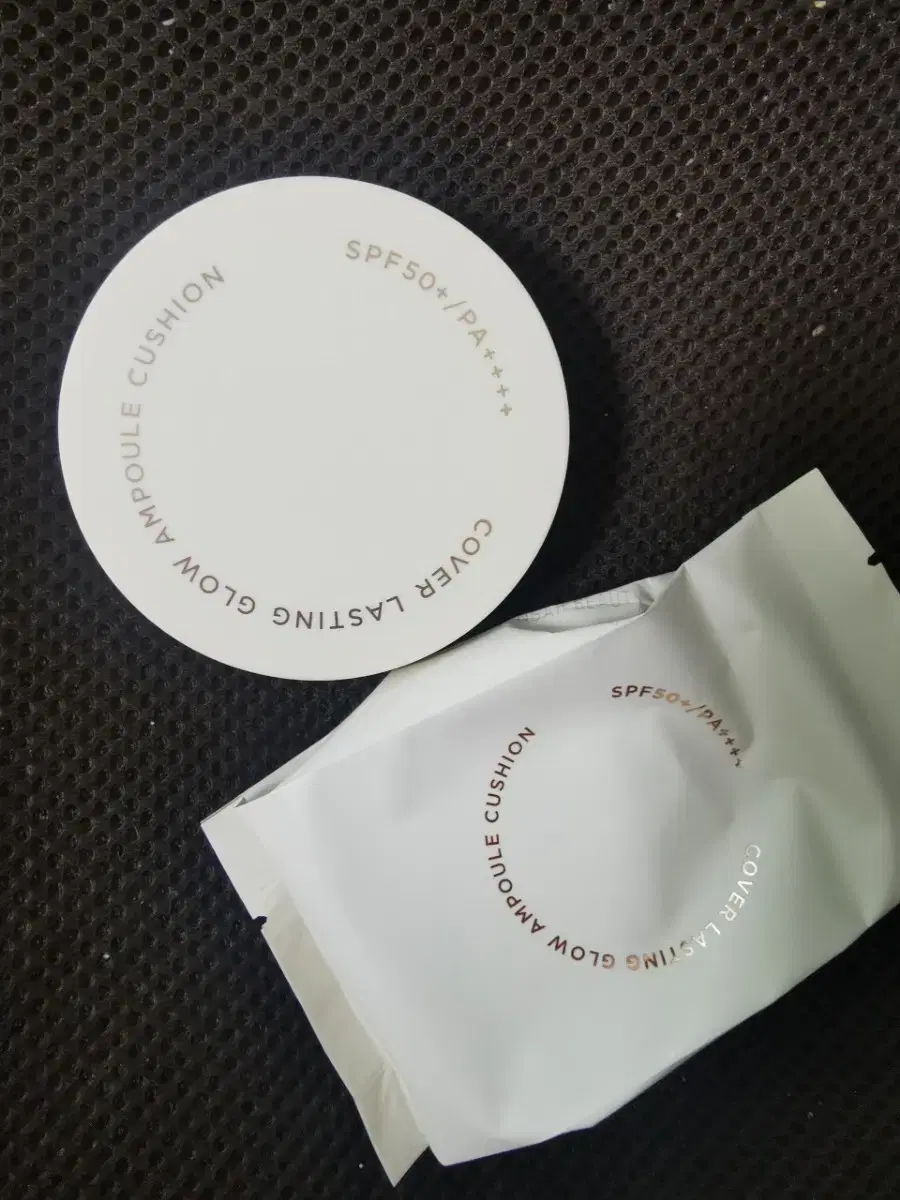 SPF50+/PA++++
COVER LASTING GLOW AMPOULE CUSHION
SPF50+/PA++++
COVER LASTING GLOW AMPOULE CUSHION